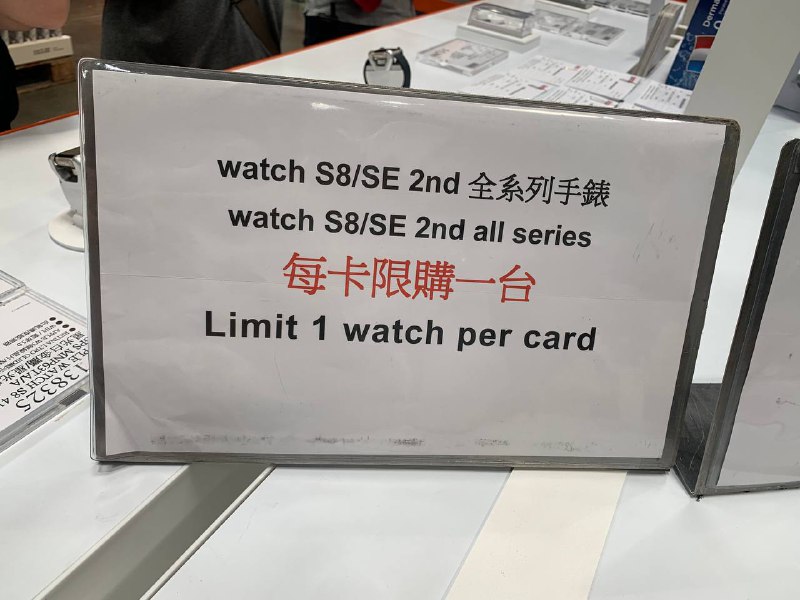 watch S8/SE 2nd 全系列手錶
watch S8/SE 2nd all series
每卡限購一台
Limit 1 watch per card
138325